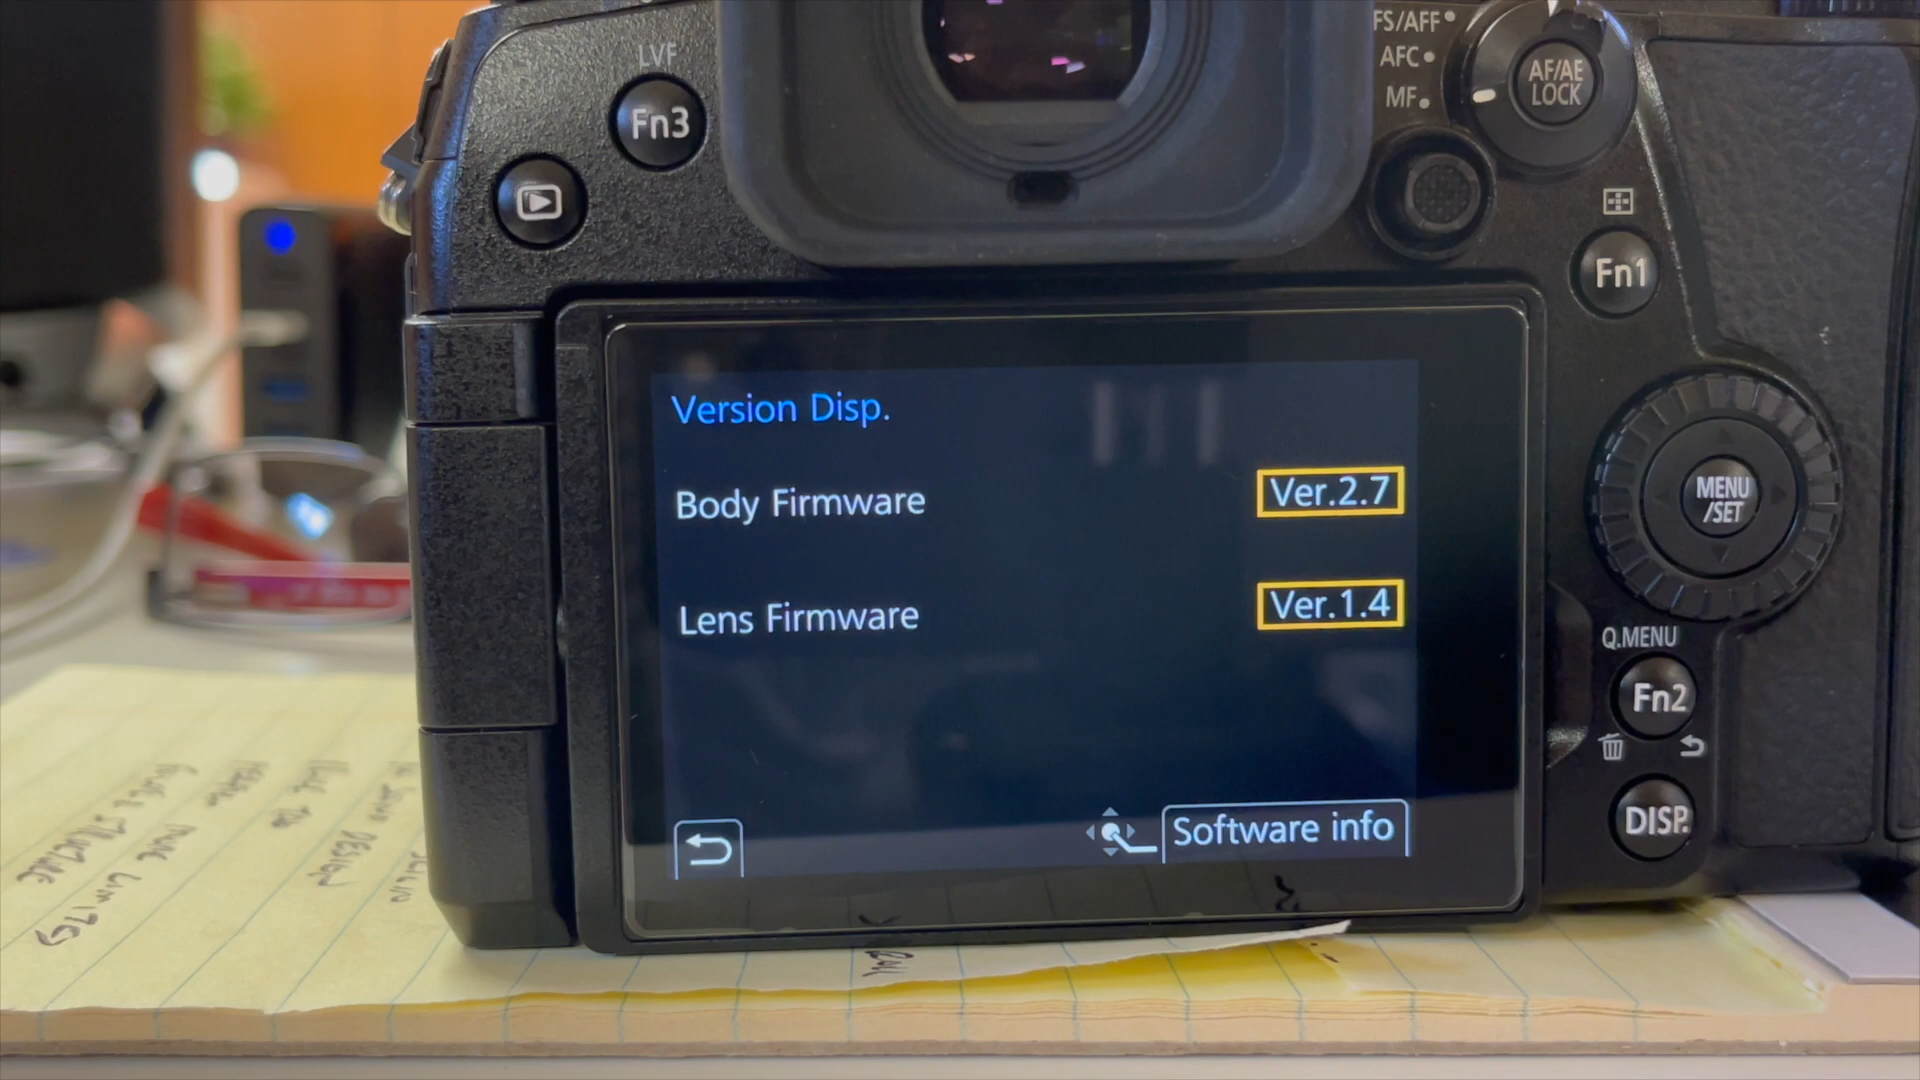 LVF
Fn3
FS/AFF
AFC
MF
AF/AE
LOCK
Fn1
Version Disp.
Body Firmware Ver.2.7
Lens Firmware Ver.1.4
Software info
MENU
/SET
Q.MENU
Fn2
DISP.